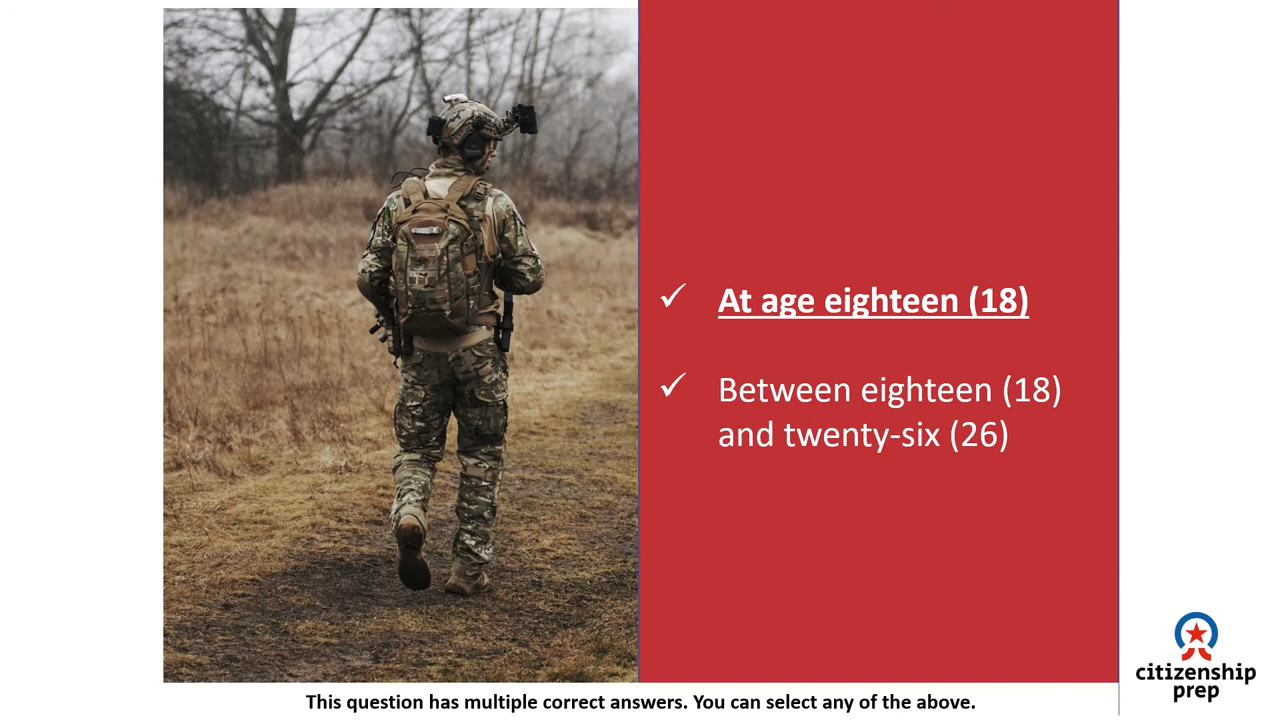 At age eighteen (18)
Between eighteen (18)
and twenty-six (26)
This question has multiple correct answers. You can select any of the above.
citizenship
prep